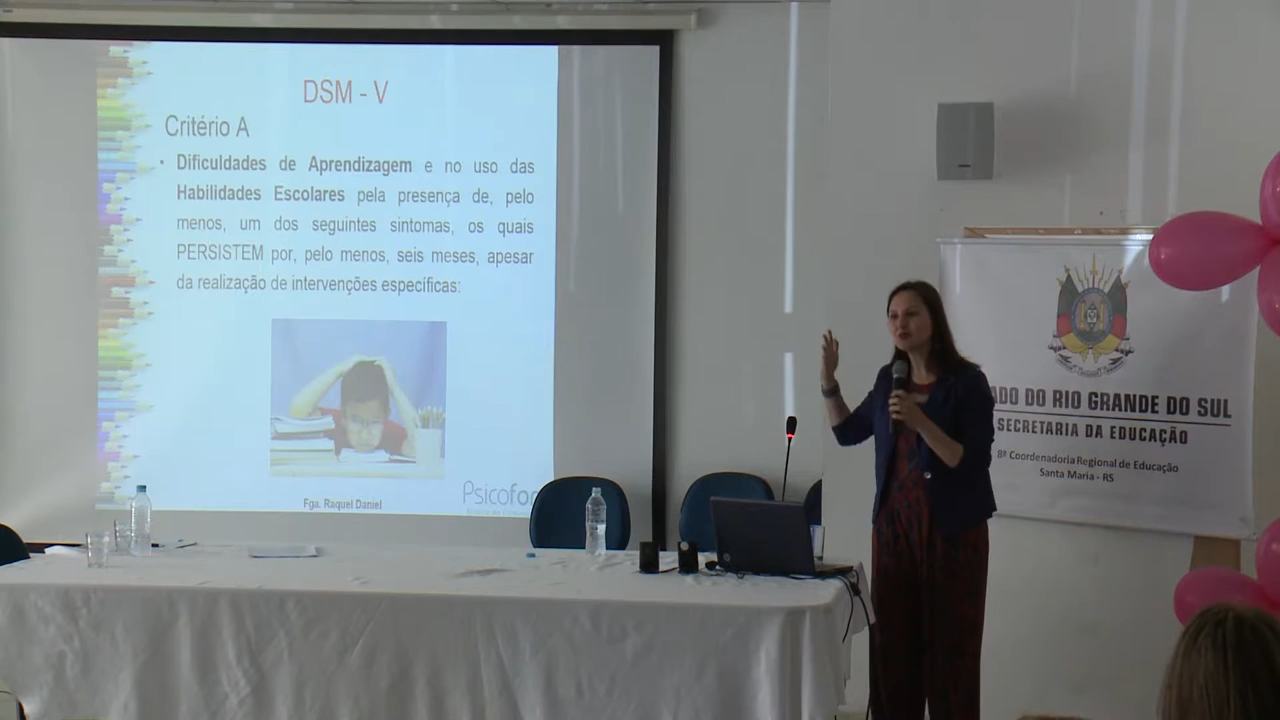 DSM - V
Critério A
• Dificuldades de Aprendizagem e no uso das
Habilidades Escolares pela presença de, pelo
menos, um dos seguintes sintomas, os quais
PERSISTEM por, pelo menos, seis meses, apesar
da realização de intervenções específicas:
Fga. Raquel Daniel
Psicofor
ADO DO RIO GRANDE DO SUL
SECRETARIA DA EDUCAÇÃO
8ª Coordenadoria Regional de Educação
Santa Maria - RS